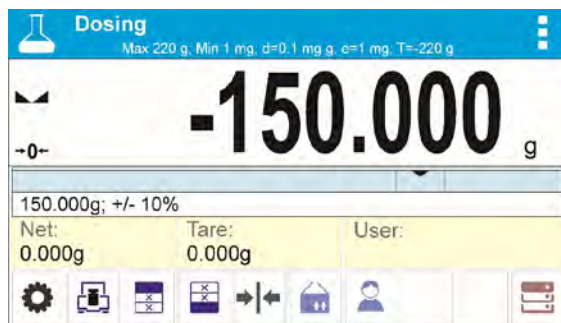 Dosing
Max 220 g; Min 1 mg, d=0.1 mg g, e=1 mg, T=-220 g
-150.000 g
→0←
150.000g; +/- 10%
Net: Tare: User:
0.000g 0.000g